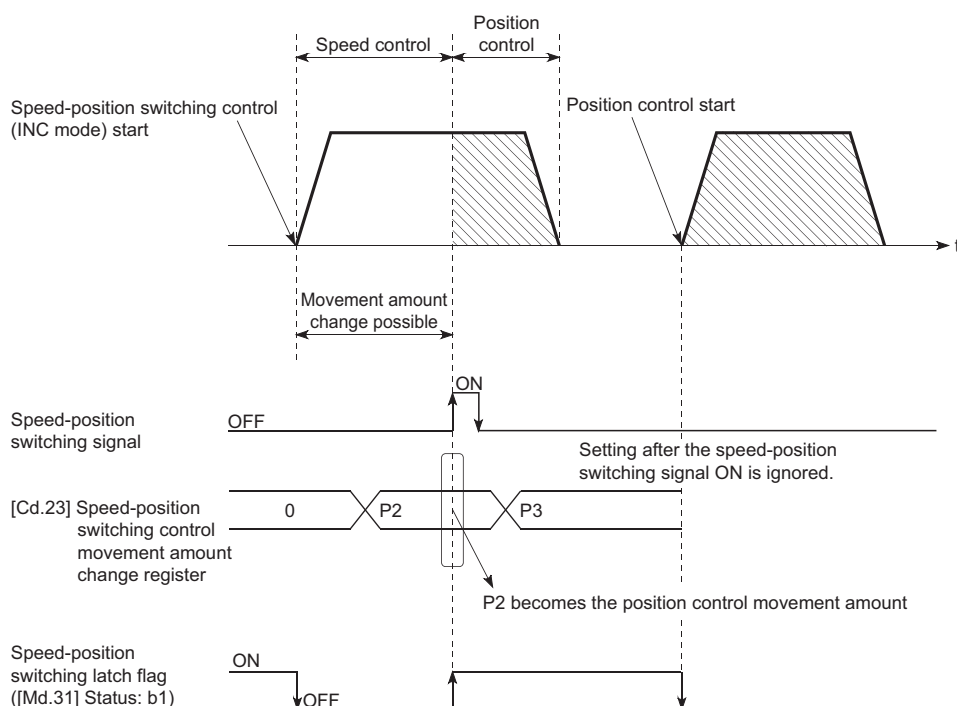 Position
control
Speed control
Speed-position switching control
(INC mode) start
Position control start
t
Movement amount
change possible
ON
Speed-position
switching signal
OFF
Setting after the speed-position
switching signal ON is ignored.
[Cd.23] Speed-position
switching control
movement amount
change register
0
P2
P3
P2 becomes the position control movement amount
Speed-position
switching latch flag
([Md.31] Status: b1)
ON
OFF